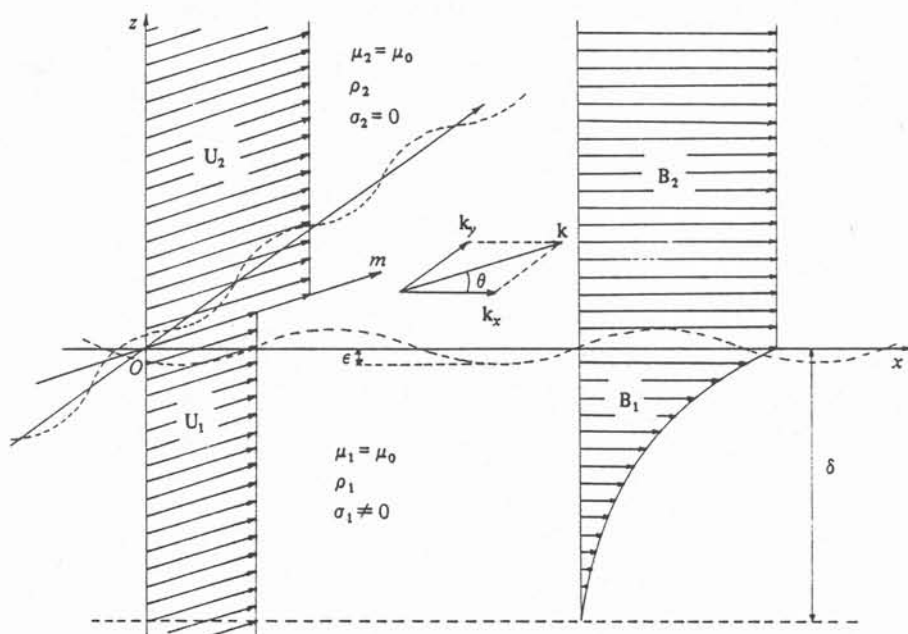 z
μ₂ = μ₀
ρ₂
σ₂ = 0
U₂
B₂
k_y
k
m
θ
k_x
O
ε
x
U₁
B₁
μ₁ = μ₀
ρ₁
σ₁ ≠ 0
δ